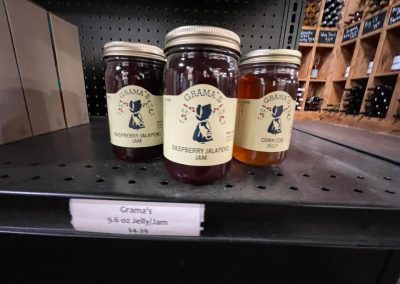 GRAMA'S
RASPBERRY JALAPENO
JAM
GRAMA'S
RASPBERRY JALAPENO
JAM
GRAMA'S
CORN COB
JELLY
Grama's
9.6 oz Jelly/Jam
$4.39